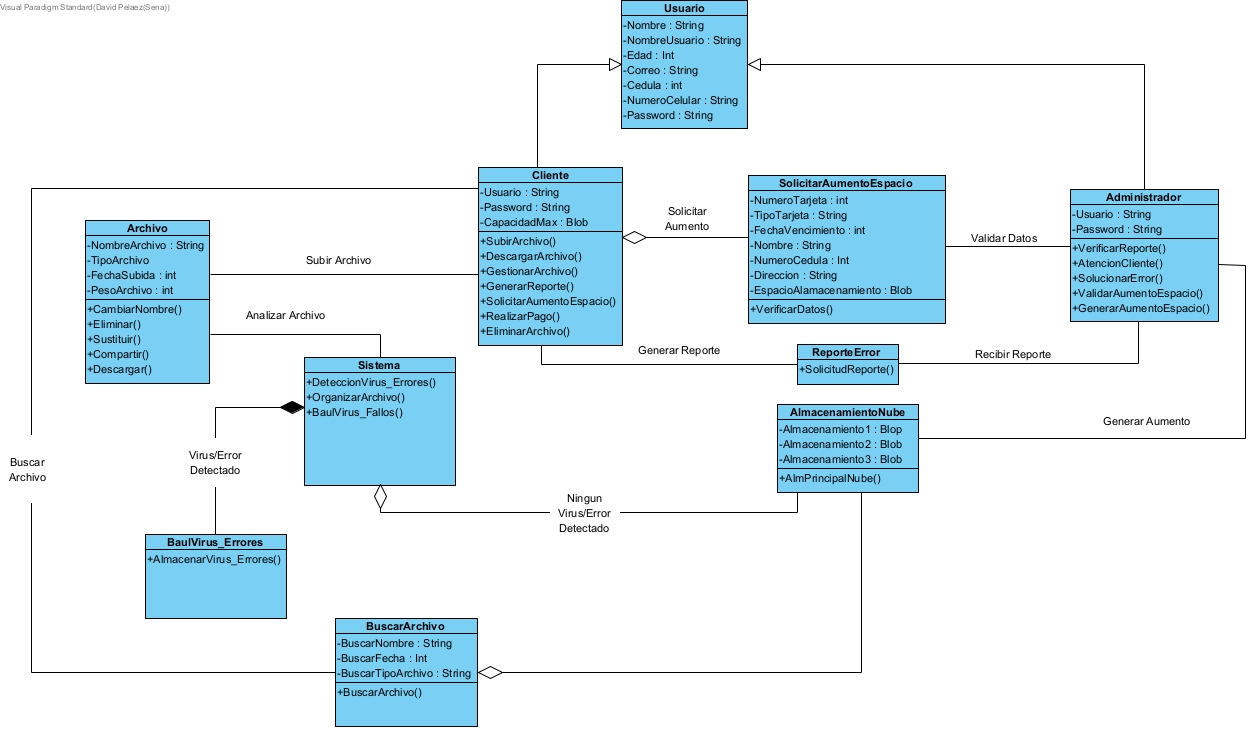 Visual Paradigm Standard(David Pelaez(Sena))
Usuario
-Nombre : String
-NombreUsuario : String
-Edad : Int
-Correo : String
-Cedula : int
-NumeroCelular : String
-Password : String
Cliente
-Usuario : String
-Password : String
-CapacidadMax : Blob
+SubirArchivo()
+DescargarArchivo()
+GestionarArchivo()
+GenerarReporte()
+SolicitarAumentoEspacio()
+RealizarPago()
+EliminarArchivo()
Solicitar
Aumento
SolicitarAumentoEspacio
-NumeroTarjeta : int
-TipoTarjeta : String
-FechaVencimiento : int
-Nombre : String
-NumeroCedula : Int
-Direccion : String
-EspacioAlamacenamiento : Blob
+VerificarDatos()
Validar Datos
Administrador
-Usuario : String
-Password : String
+VerificarReporte()
+AtencionCliente()
+SolucionarError()
+ValidarAumentoEspacio()
+GenerarAumentoEspacio()
Archivo
-NombreArchivo : String
-TipoArchivo
-FechaSubida : int
-PesoArchivo : int
+CambiarNombre()
+Eliminar()
+Sustituir()
+Compartir()
+Descargar()
Subir Archivo
Analizar Archivo
Generar Reporte
ReporteError
+SolicitudReporte()
Recibir Reporte
Sistema
+DeteccionVirus_Errores()
+OrganizarArchivo()
+BaulVirus_Fallos()
AlmacenamientoNube
-Almacenamiento1 : Blop
-Almacenamiento2 : Blob
-Almacenamiento3 : Blob
+AlmPrincipalNube()
Generar Aumento
Buscar
Archivo
Virus/Error
Detectado
Ningun
Virus/Error
Detectado
BaulVirus_Errores
+AlmacenarVirus_Errores()
BuscarArchivo
-BuscarNombre : String
-BuscarFecha : Int
-BuscarTipoArchivo : String
+BuscarArchivo()